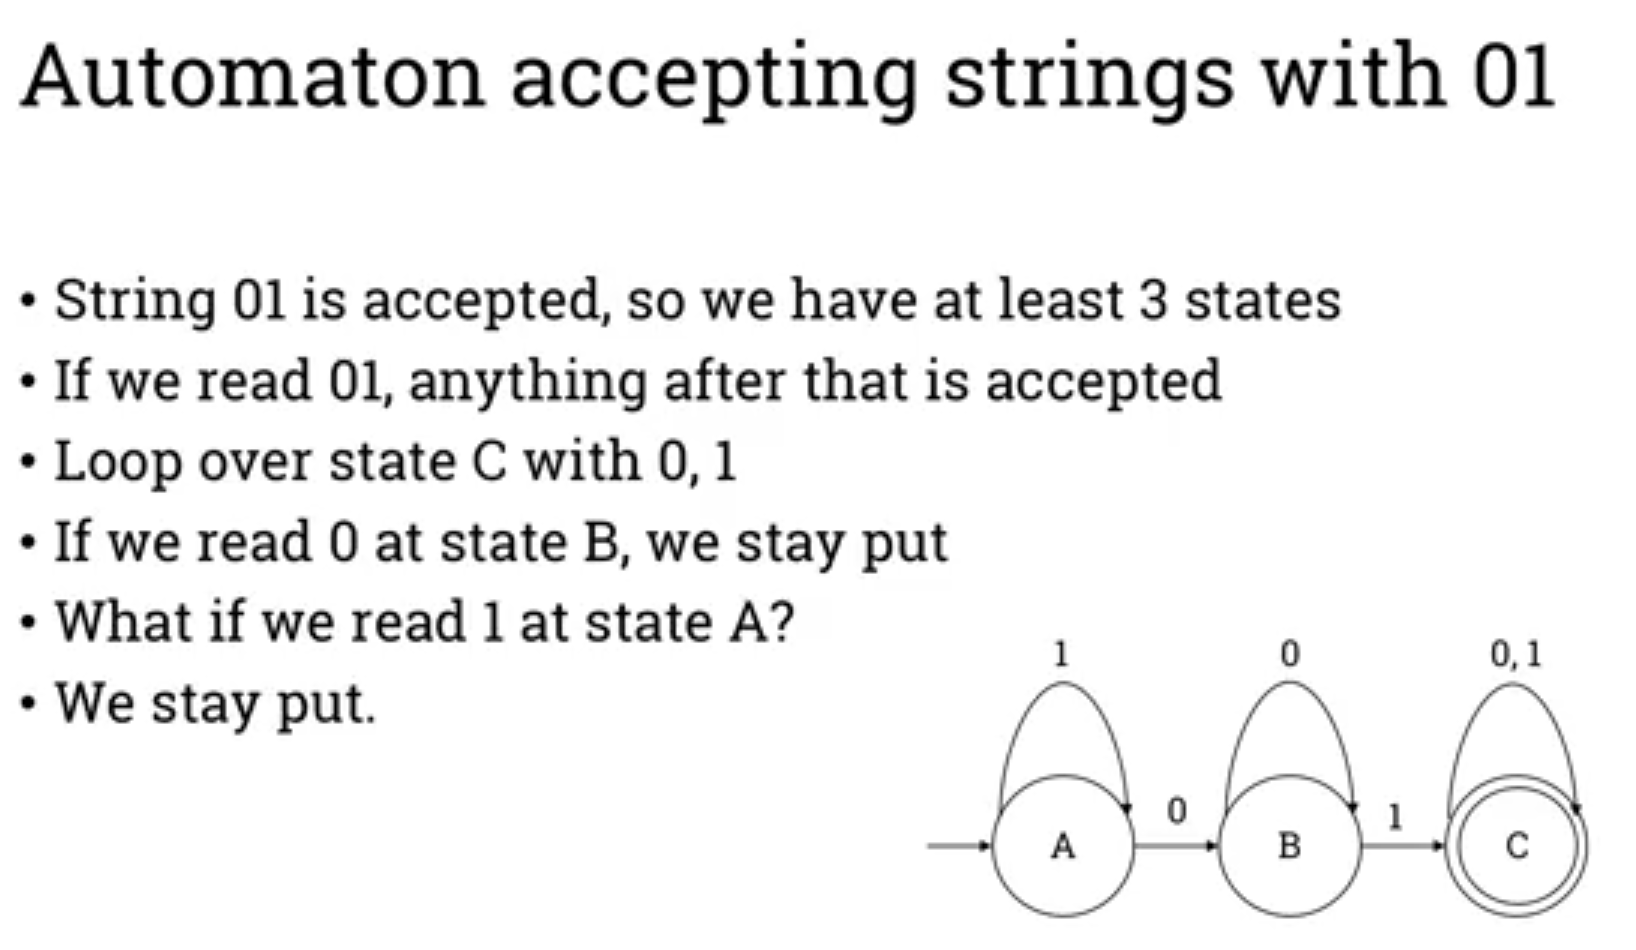 Automaton accepting strings with 01
• String 01 is accepted, so we have at least 3 states
• If we read 01, anything after that is accepted
• Loop over state C with 0, 1
• If we read 0 at state B, we stay put
• What if we read 1 at state A?
• We stay put.
1 0 0, 1
0 1
A B C